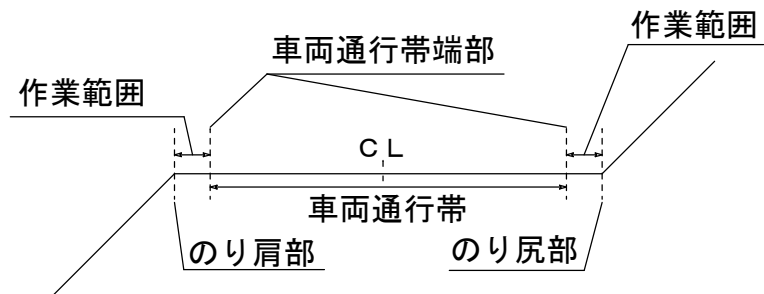 作業範囲
車両通行帯端部
作業範囲
ＣＬ
車両通行帯
のり肩部
のり尻部